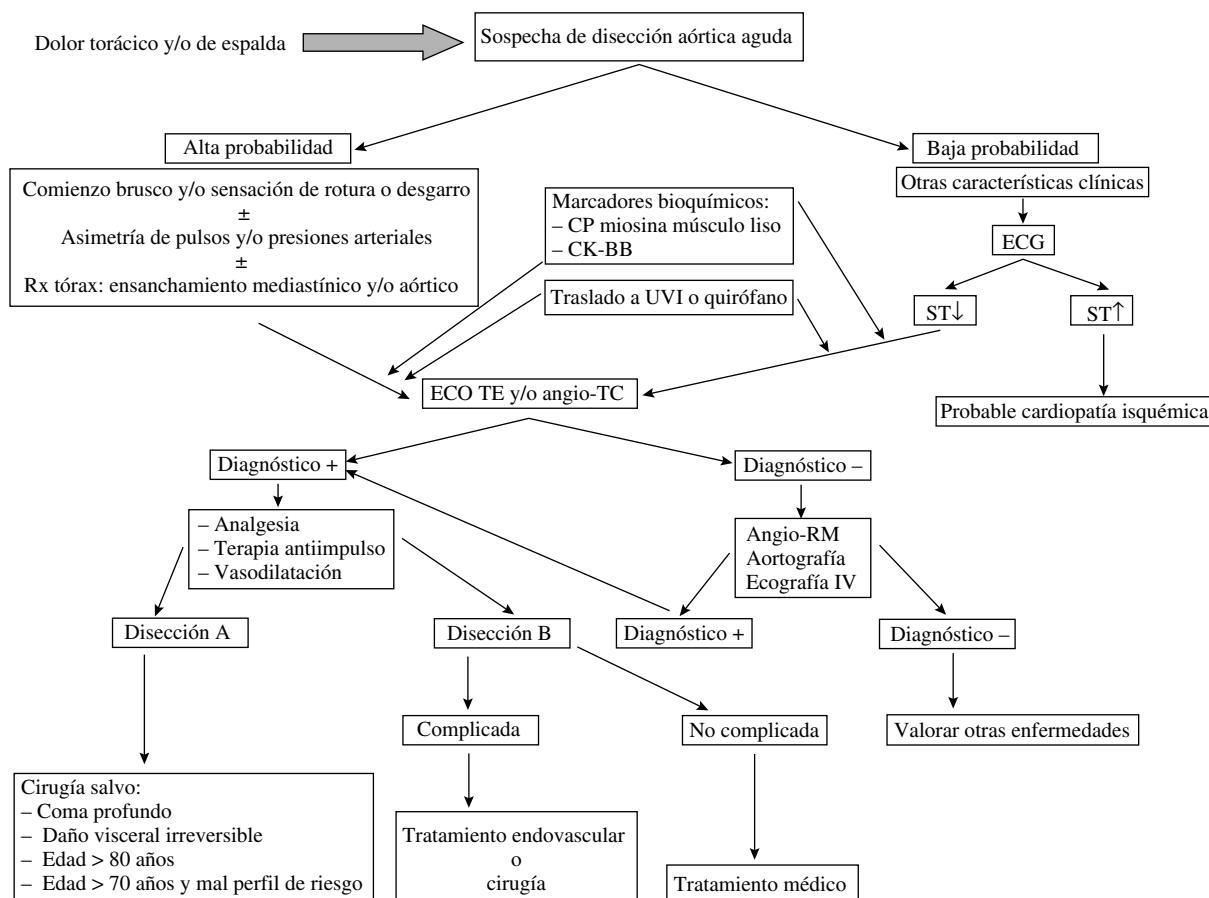 Dolor torácico y/o de espalda
Sospecha de disección aórtica aguda
Alta probabilidad
Baja probabilidad
Comienzo brusco y/o sensación de rotura o desgarro
±
Asimetría de pulsos y/o presiones arteriales
±
Rx tórax: ensanchamiento mediastínico y/o aórtico
Otras características clínicas
Marcadores bioquímicos:
– CP miosina músculo liso
– CK-BB
ECG
Traslado a UVI o quirófano
ST↓
ST↑
ECO TE y/o angio-TC
Probable cardiopatía isquémica
Diagnóstico +
Diagnóstico –
– Analgesia
– Terapia antiimpulso
– Vasodilatación
Angio-RM
Aortografía
Ecografía IV
Disección A
Disección B
Diagnóstico +
Diagnóstico –
Complicada
No complicada
Valorar otras enfermedades
Cirugía salvo:
– Coma profundo
– Daño visceral irreversible
– Edad > 80 años
– Edad > 70 años y mal perfil de riesgo
Tratamiento endovascular
o
cirugía
Tratamiento médico